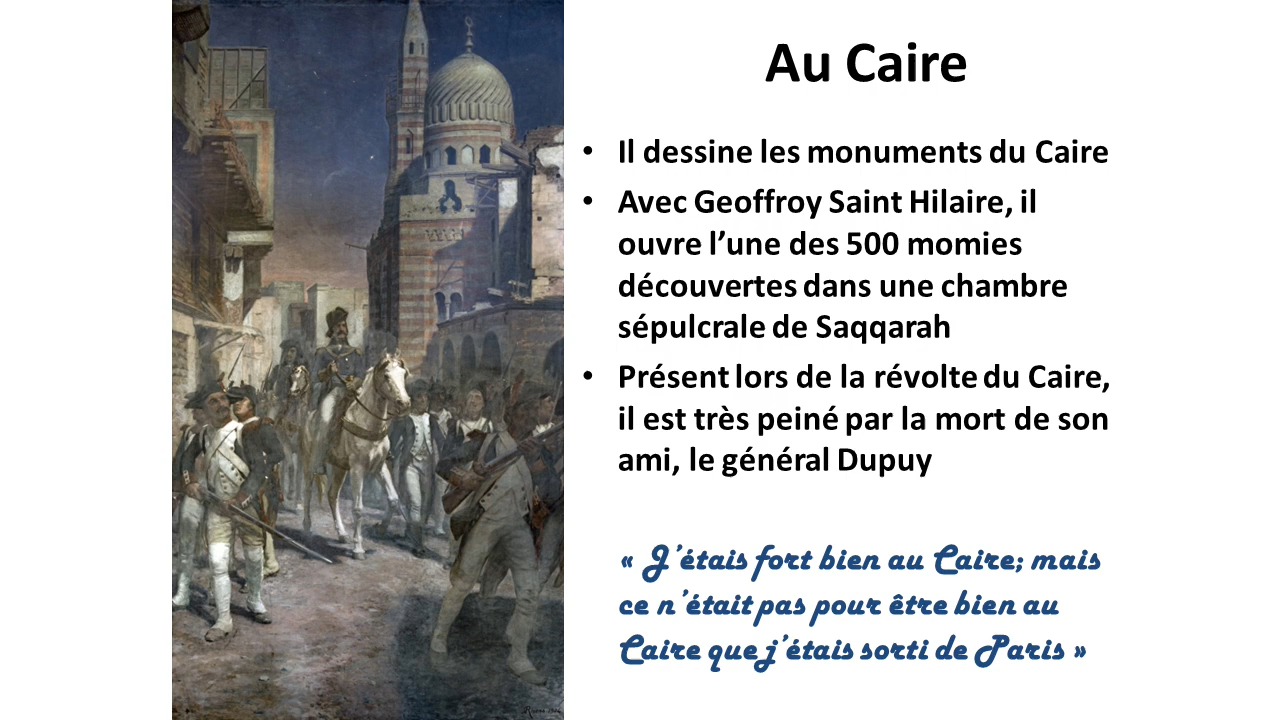 Au Caire
• Il dessine les monuments du Caire
• Avec Geoffroy Saint Hilaire, il
ouvre l’une des 500 momies
découvertes dans une chambre
sépulcrale de Saqqarah
• Présent lors de la révolte du Caire,
il est très peiné par la mort de son
ami, le général Dupuy
« J’étais fort bien au Caire; mais
ce n’était pas pour être bien au
Caire que j’étais sorti de Paris »